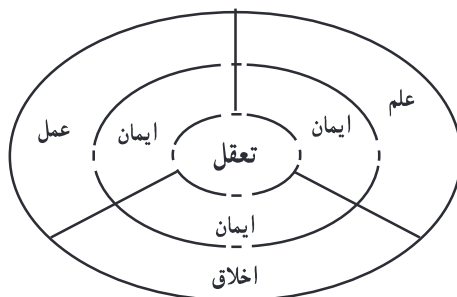 علم
ایمان
ایمان
عمل
تعقل
ایمان
اخلاق